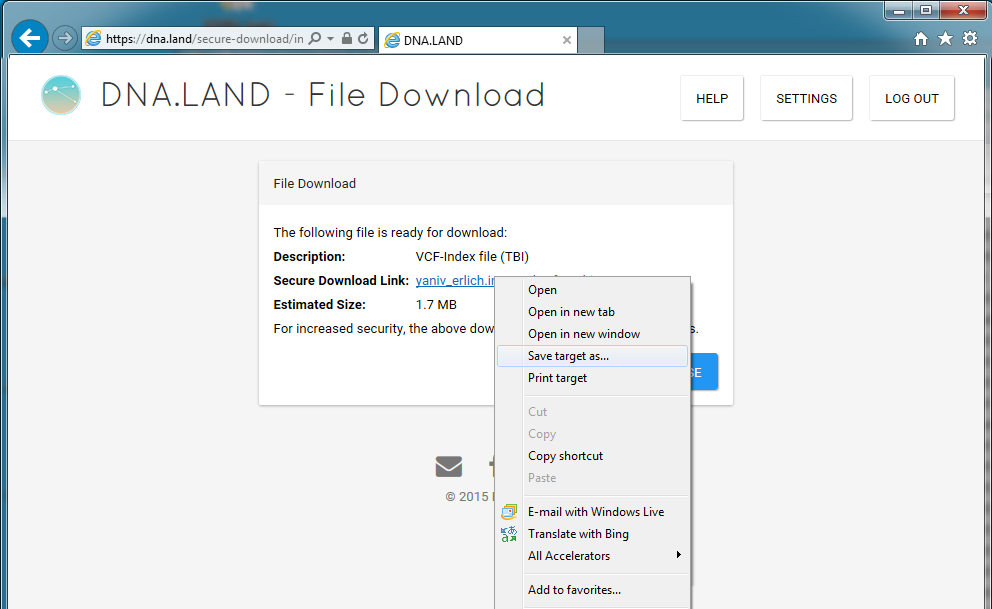 https://dna.land/secure-download/in
DNA.LAND
DNA.LAND - File Download
HELP
SETTINGS
LOG OUT
File Download
The following file is ready for download:
Description: VCF-Index file (TBI)
Secure Download Link: yaniv_erlich.i
Estimated Size: 1.7 MB
For increased security, the above dow
s.
SE
© 2015
Open
Open in new tab
Open in new window
Save target as...
Print target
Cut
Copy
Copy shortcut
Paste
E-mail with Windows Live
Translate with Bing
All Accelerators
Add to favorites...